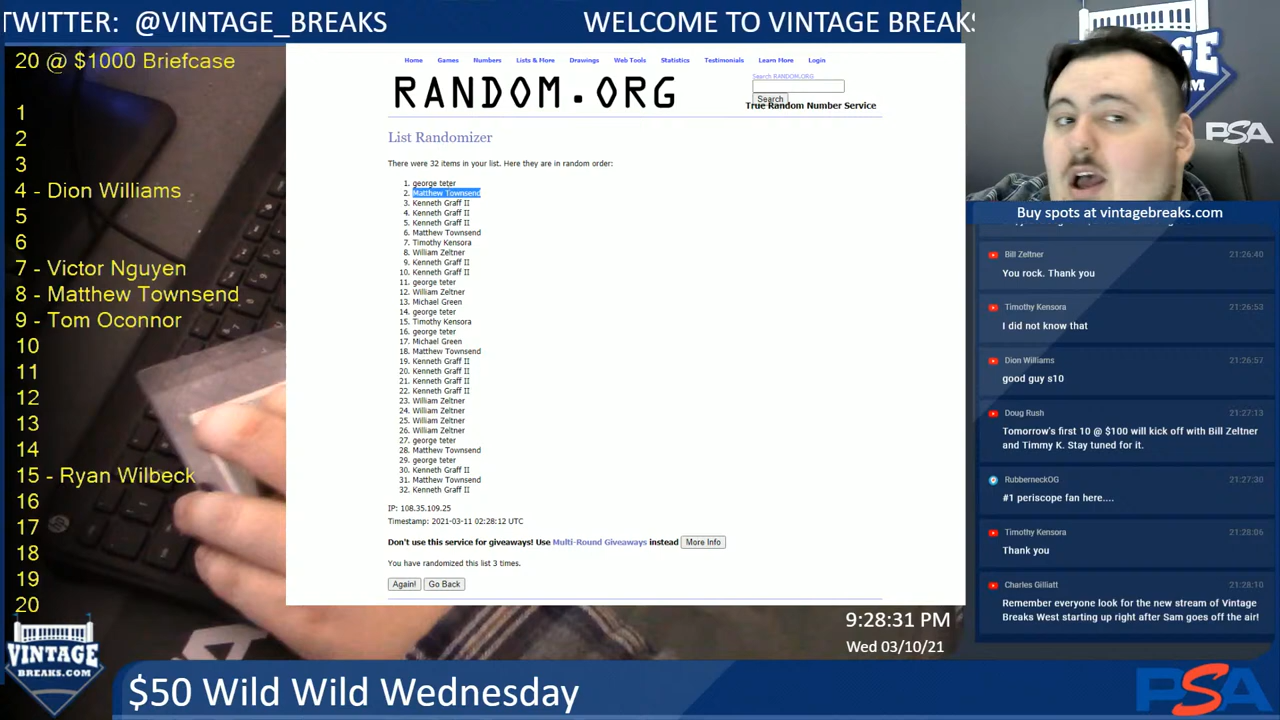 TWITTER: @VINTAGE_BREAKS
WELCOME TO VINTAGE BREAKS
20 @ $1000 Briefcase
1
2
3
4 - Dion Williams
5
6
7 - Victor Nguyen
8 - Matthew Townsend
9 - Tom Oconnor
10
11
12
13
14
15 - Ryan Wilbeck
16
17
18
19
20
VINTAGE
BREAKS.COM
Home Games Numbers Lists & More Drawings Web Tools Statistics Testimonials Learn More Login
RANDOM.ORG
Search RANDOM.ORG
Search
True Random Number Service
List Randomizer
There were 32 items in your list. Here they are in random order:
1. george teter
2. Matthew Townsend
3. Kenneth Graff II
4. Kenneth Graff II
5. Kenneth Graff II
6. Matthew Townsend
7. Timothy Kensora
8. William Zeltner
9. Kenneth Graff II
10. Kenneth Graff II
11. george teter
12. William Zeltner
13. Michael Green
14. george teter
15. Timothy Kensora
16. george teter
17. Michael Green
18. Matthew Townsend
19. Kenneth Graff II
20. Kenneth Graff II
21. Kenneth Graff II
22. Kenneth Graff II
23. William Zeltner
24. William Zeltner
25. William Zeltner
26. William Zeltner
27. george teter
28. Matthew Townsend
29. george teter
30. Kenneth Graff II
31. Matthew Townsend
32. Kenneth Graff II
IP: 108.35.109.25
Timestamp: 2021-03-11 02:28:12 UTC
Don't use this service for giveaways! Use Multi-Round Giveaways instead More Info
You have randomized this list 3 times.
Again! Go Back
PSA
Buy spots at vintagebreaks.com
Bill Zeltner 21:26:40
You rock. Thank you
Timothy Kensora 21:26:53
I did not know that
Dion Williams 21:26:57
good guy s10
Doug Rush 21:27:13
Tomorrow's first 10 @ $100 will kick off with Bill Zeltner
and Timmy K. Stay tuned for it.
RubberneckOG 21:27:30
#1 periscope fan here....
Timothy Kensora 21:28:06
Thank you
Charles Gilliatt 21:28:10
Remember everyone look for the new stream of Vintage
Breaks West starting up right after Sam goes off the air!
9:28:31 PM
Wed 03/10/21
$50 Wild Wild Wednesday
PSA